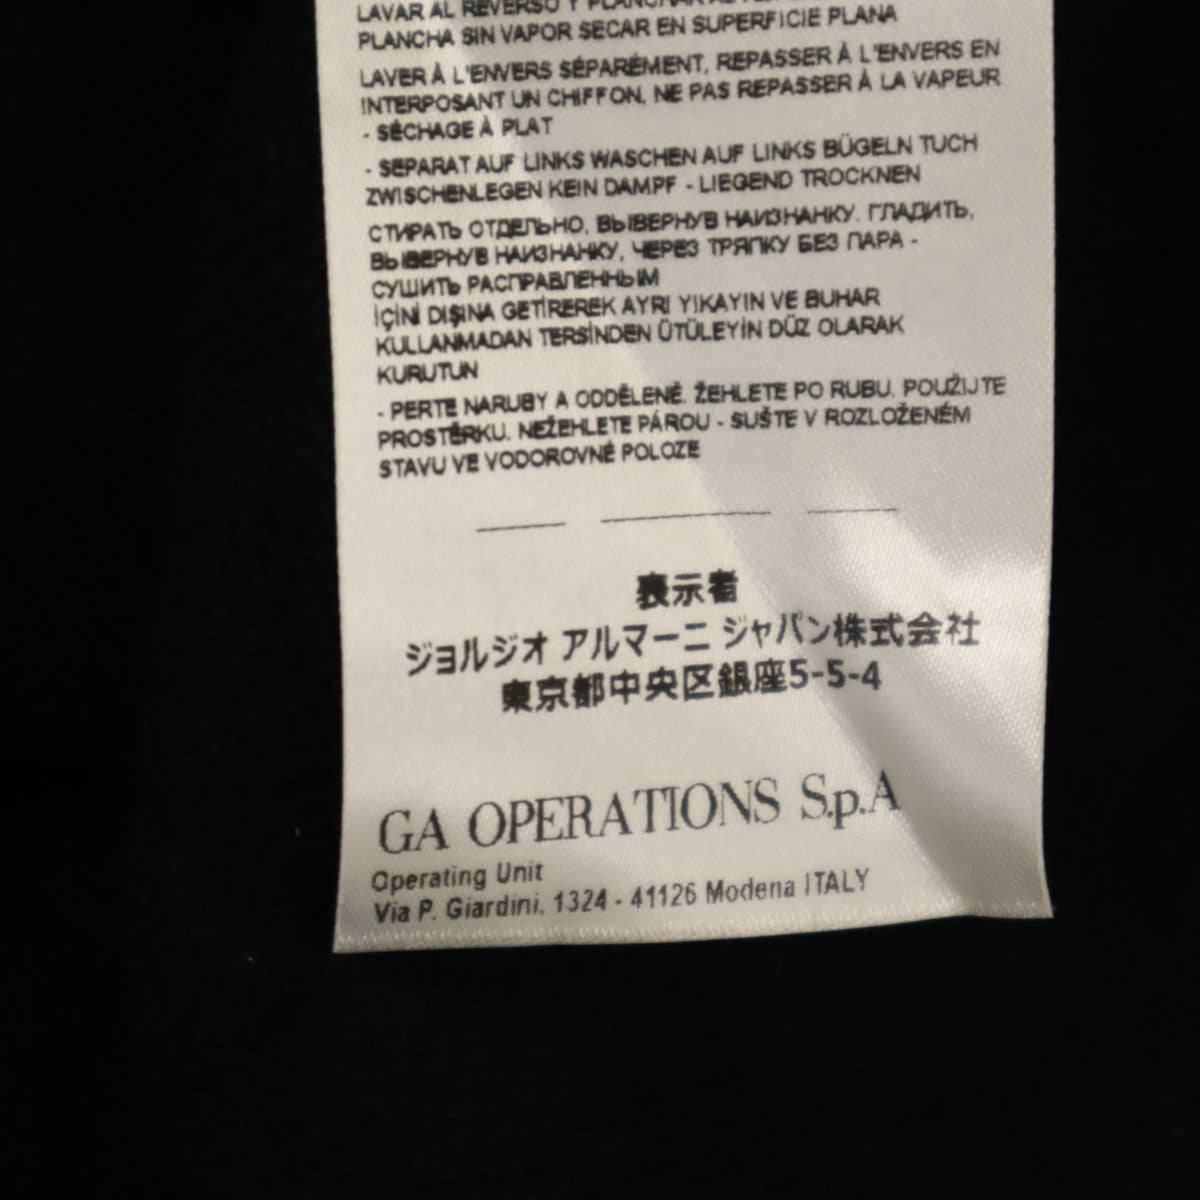 LAVAR AL REVERSO Y PLANCHAR AL
PLANCHA SIN VAPOR SECAR EN SUPERFICIE PLANA
LAVER À L'ENVERS SÉPARÉMENT, REPASSER À L'ENVERS EN
INTERPOSANT UN CHIFFON. NE PAS REPASSER À LA VAPEUR
- SÉCHAGE À PLAT
- SEPARAT AUF LINKS WASCHEN AUF LINKS BÜGELN TUCH
ZWISCHENLEGEN KEIN DAMPF - LIEGEND TROCKNEN
СТИРАТЬ ОТДЕЛЬНО, ВЫВЕРНУВ НАИЗНАНКУ. ГЛАДИТЬ,
ВЫВЕРНУВ НАИЗНАНКУ, ЧЕРЕЗ ТРЯПКУ БЕЗ ПАРА -
СУШИТЬ РАСПРАВЛЕННЫМ
İÇİNİ DIŞINA GETİREREK AYRI YIKAYIN VE BUHAR
KULLANMADAN TERSİNDEN ÜTÜLEYİN DÜZ OLARAK
KURUTUN
- PERTE NARUBY A ODDĚLENĚ. ŽEHLETE PO RUBU. POUŽIJTE
PROSTĚRKU. NEŽEHLETE PÁROU - SUŠTE V ROZLOŽENÉM
STAVU VE VODOROVNÉ POLOZE
表示者
ジョルジオ アルマーニ ジャパン株式会社
東京都中央区銀座5-5-4
GA OPERATIONS S.p.A
Operating Unit
Via P. Giardini, 1324 - 41126 Modena ITALY